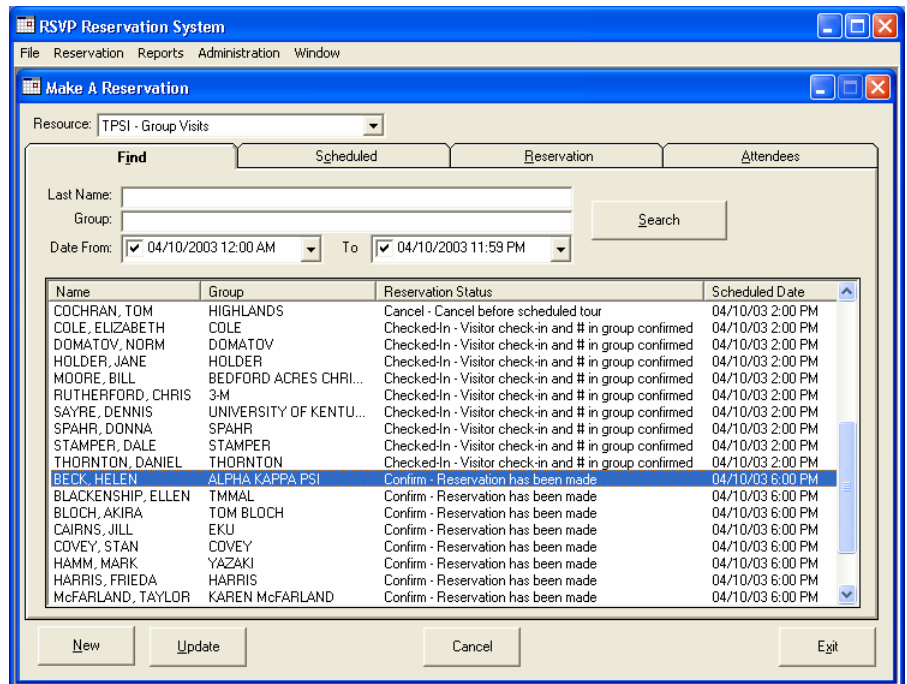 RSVP Reservation System
File Reservation Reports Administration Window
Make A Reservation
Resource: TPSI - Group Visits
Find Scheduled Reservation Attendees
Last Name:
Group:
Search
Date From: 04/10/2003 12:00 AM To 04/10/2003 11:59 PM
Name Group Reservation Status Scheduled Date
COCHRAN, TOM HIGHLANDS Cancel - Cancel before scheduled tour 04/10/03 2:00 PM
COLE, ELIZABETH COLE Checked-In - Visitor check-in and # in group confirmed 04/10/03 2:00 PM
DOMATOV, NORM DOMATOV Checked-In - Visitor check-in and # in group confirmed 04/10/03 2:00 PM
HOLDER, JANE HOLDER Checked-In - Visitor check-in and # in group confirmed 04/10/03 2:00 PM
MOORE, BILL BEDFORD ACRES CHRI... Checked-In - Visitor check-in and # in group confirmed 04/10/03 2:00 PM
RUTHERFORD, CHRIS 3-M Checked-In - Visitor check-in and # in group confirmed 04/10/03 2:00 PM
SAYRE, DENNIS UNIVERSITY OF KENTU... Checked-In - Visitor check-in and # in group confirmed 04/10/03 2:00 PM
SPAHR, DONNA SPAHR Checked-In - Visitor check-in and # in group confirmed 04/10/03 2:00 PM
STAMPER, DALE STAMPER Checked-In - Visitor check-in and # in group confirmed 04/10/03 2:00 PM
THORNTON, DANIEL THORNTON Checked-In - Visitor check-in and # in group confirmed 04/10/03 2:00 PM
BECK, HELEN ALPHA KAPPA PSI Confirm - Reservation has been made 04/10/03 6:00 PM
BLACKENSHIP, ELLEN TMMAL Confirm - Reservation has been made 04/10/03 6:00 PM
BLOCH, AKIRA TOM BLOCH Confirm - Reservation has been made 04/10/03 6:00 PM
CAIRNS, JILL EKU Confirm - Reservation has been made 04/10/03 6:00 PM
COVEY, STAN COVEY Confirm - Reservation has been made 04/10/03 6:00 PM
HAMM, MARK YAZAKI Confirm - Reservation has been made 04/10/03 6:00 PM
HARRIS, FRIEDA HARRIS Confirm - Reservation has been made 04/10/03 6:00 PM
McFARLAND, TAYLOR KAREN McFARLAND Confirm - Reservation has been made 04/10/03 6:00 PM
New Update Cancel Exit